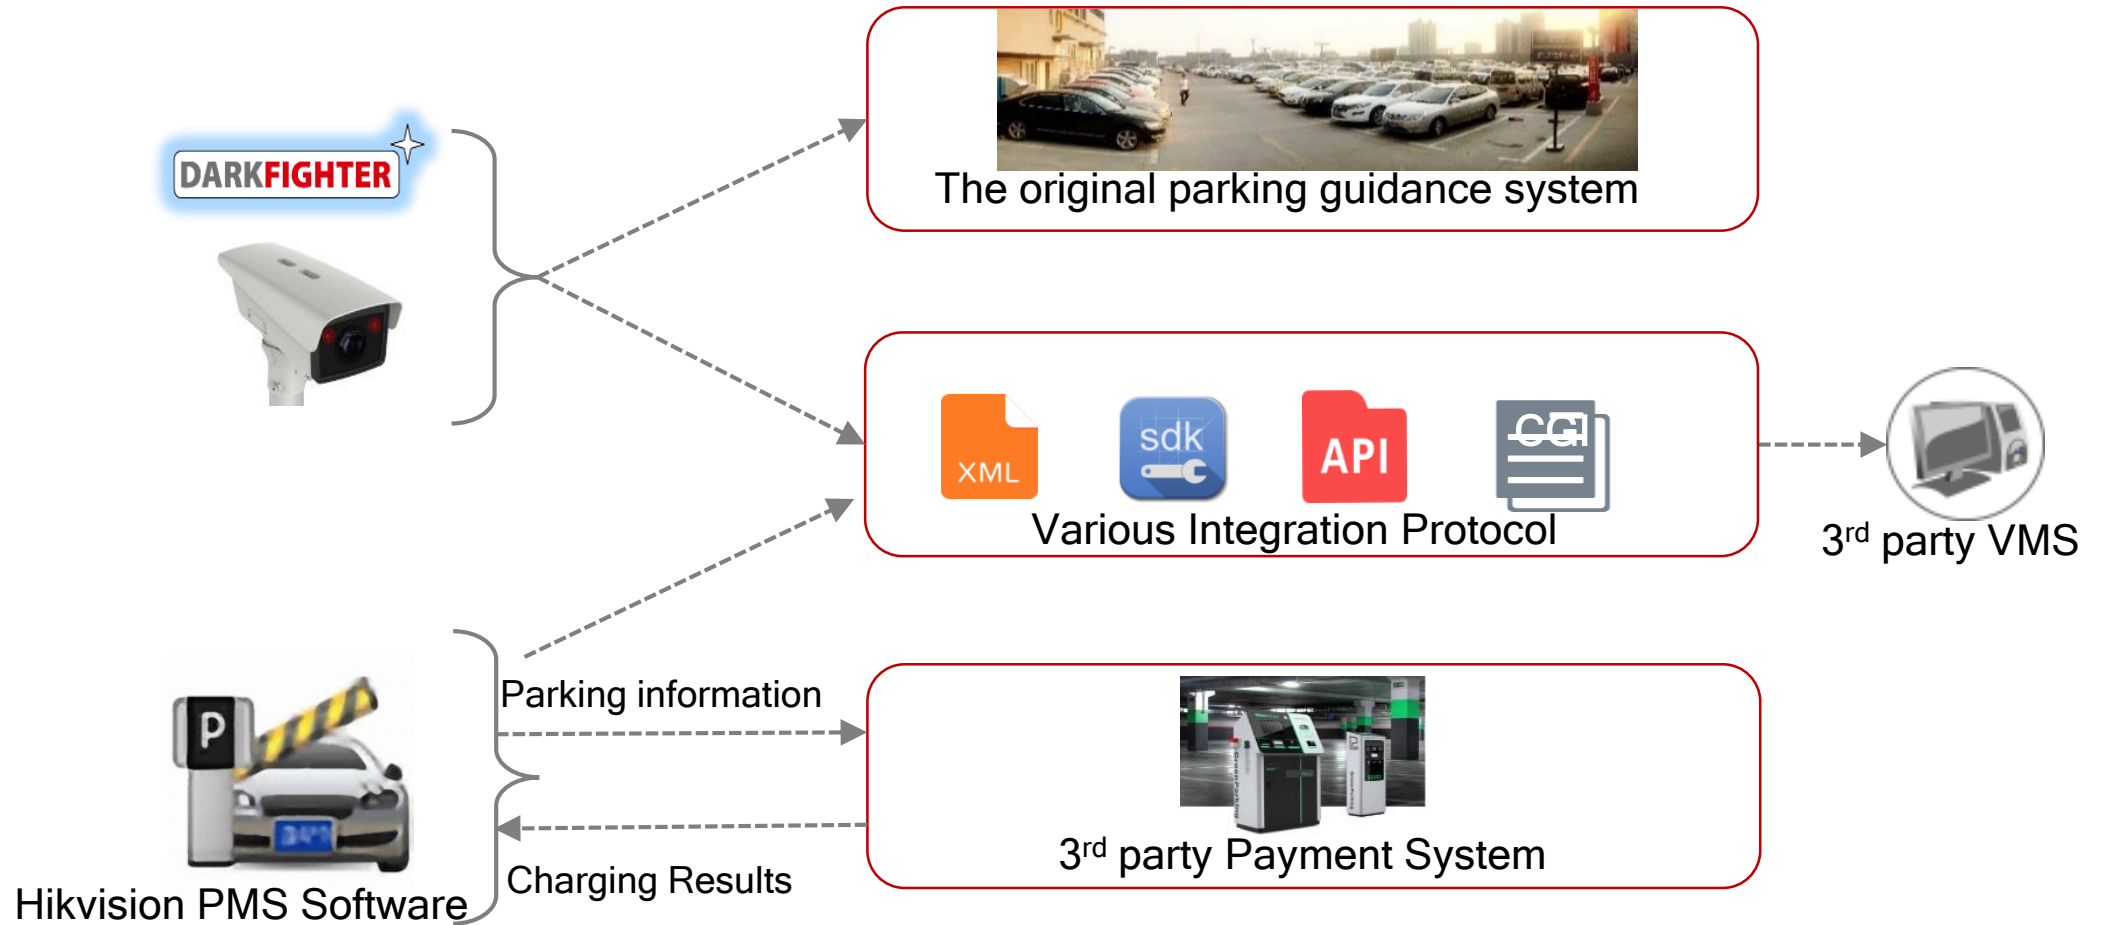 DARKFIGHTER
The original parking guidance system
XML
sdk
API
CGI
Various Integration Protocol
3rd party VMS
Parking information
P
3rd party Payment System
Charging Results
Hikvision PMS Software